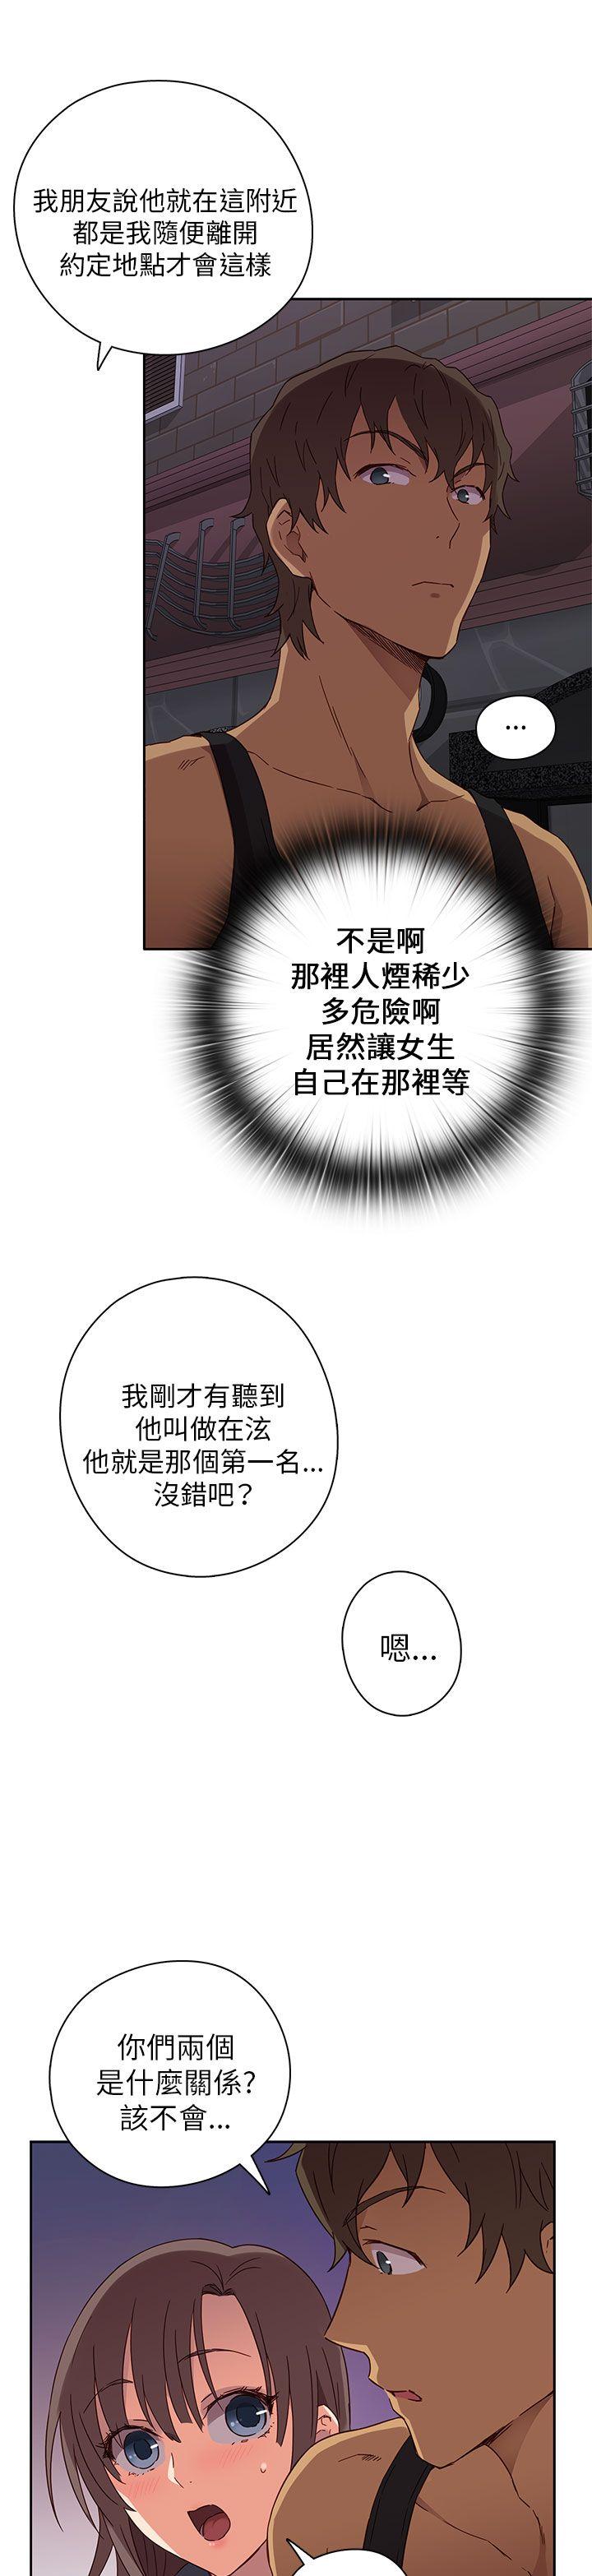 我朋友說他就在這附近
都是我隨便離開
約定地點才會這樣
...
不是啊
那裡人煙稀少
多危險啊
居然讓女生
自己在那裡等
我剛才有聽到
他叫做在泫
他就是那個第一名...
沒錯吧?
嗯...
你們兩個
是什麼關係?
該不會...